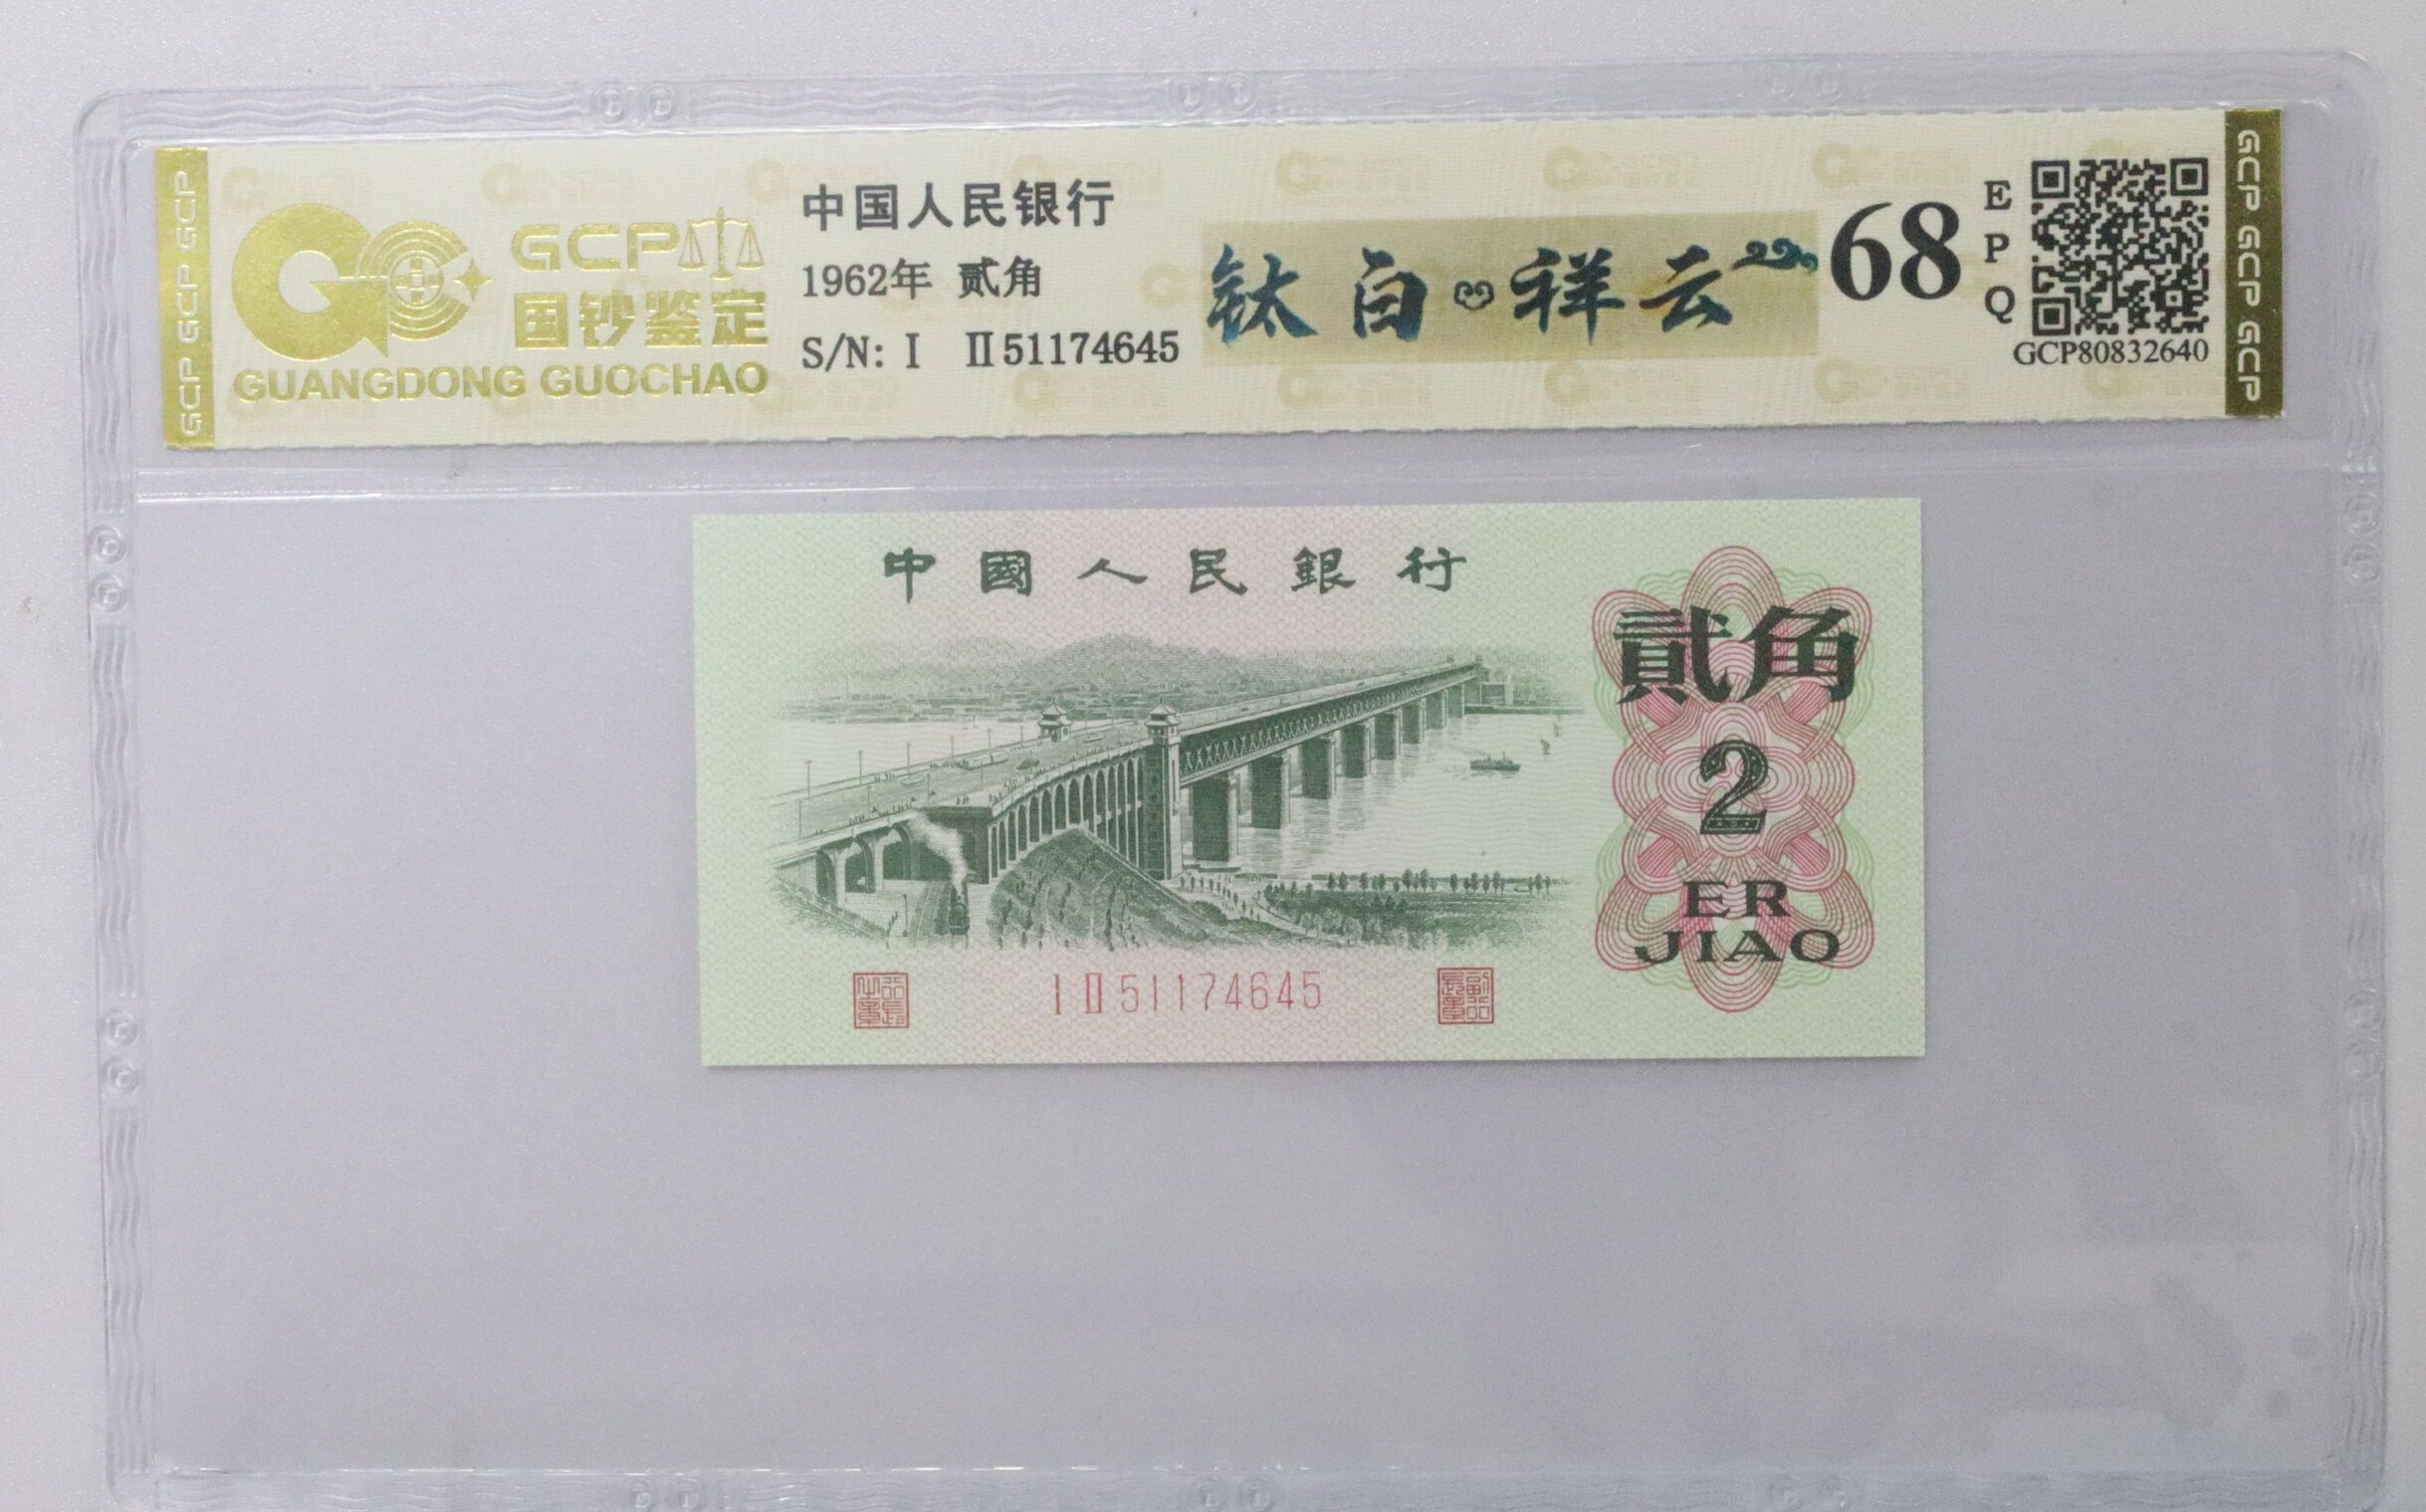 GCP GCP GCP
GCP
国钞鉴定
GUANGDONG GUOCHAO
中国人民银行
1962年 贰角
S/N: I Ⅱ51174645
钛白祥云
68
EPQ
GCP80832640
GCP GCP GCP
中國人民銀行
貳角
2
ER
JIAO
I Ⅱ 51174645